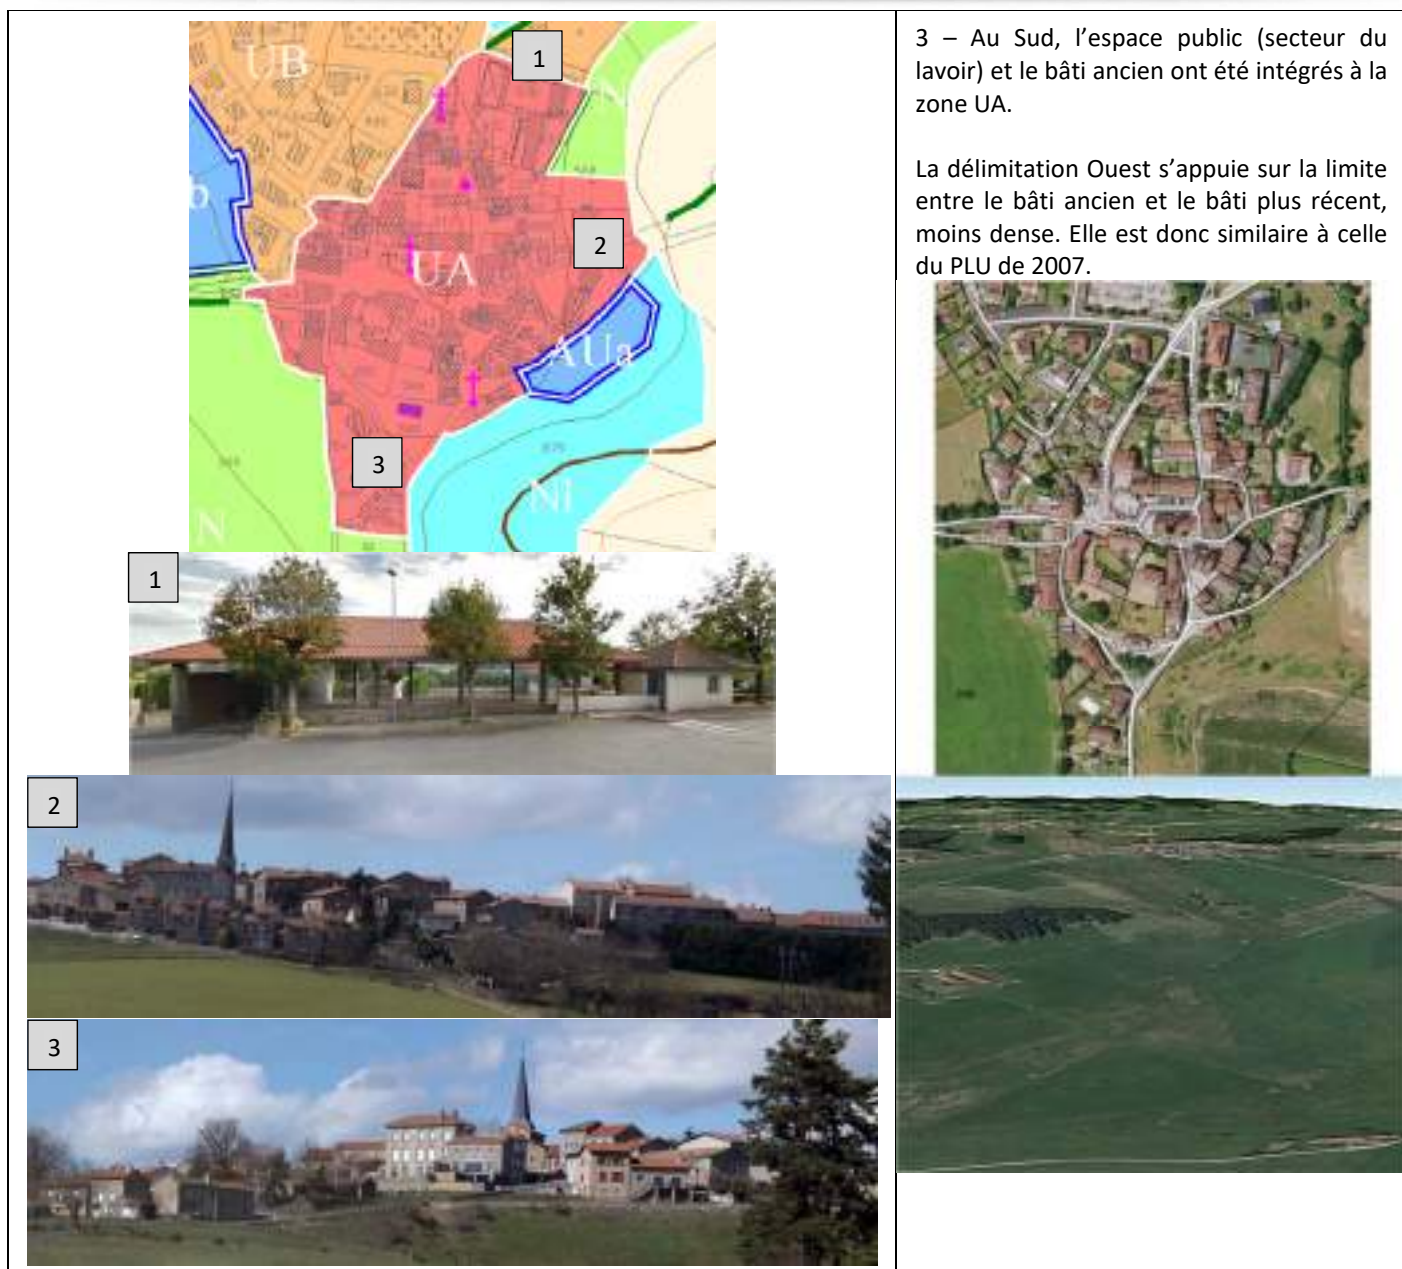 UB
1
N
b
2
UA
AUa
3
Ni
N
1
2
3
3 – Au Sud, l’espace public (secteur du
lavoir) et le bâti ancien ont été intégrés à la
zone UA.
La délimitation Ouest s’appuie sur la limite
entre le bâti ancien et le bâti plus récent,
moins dense. Elle est donc similaire à celle
du PLU de 2007.